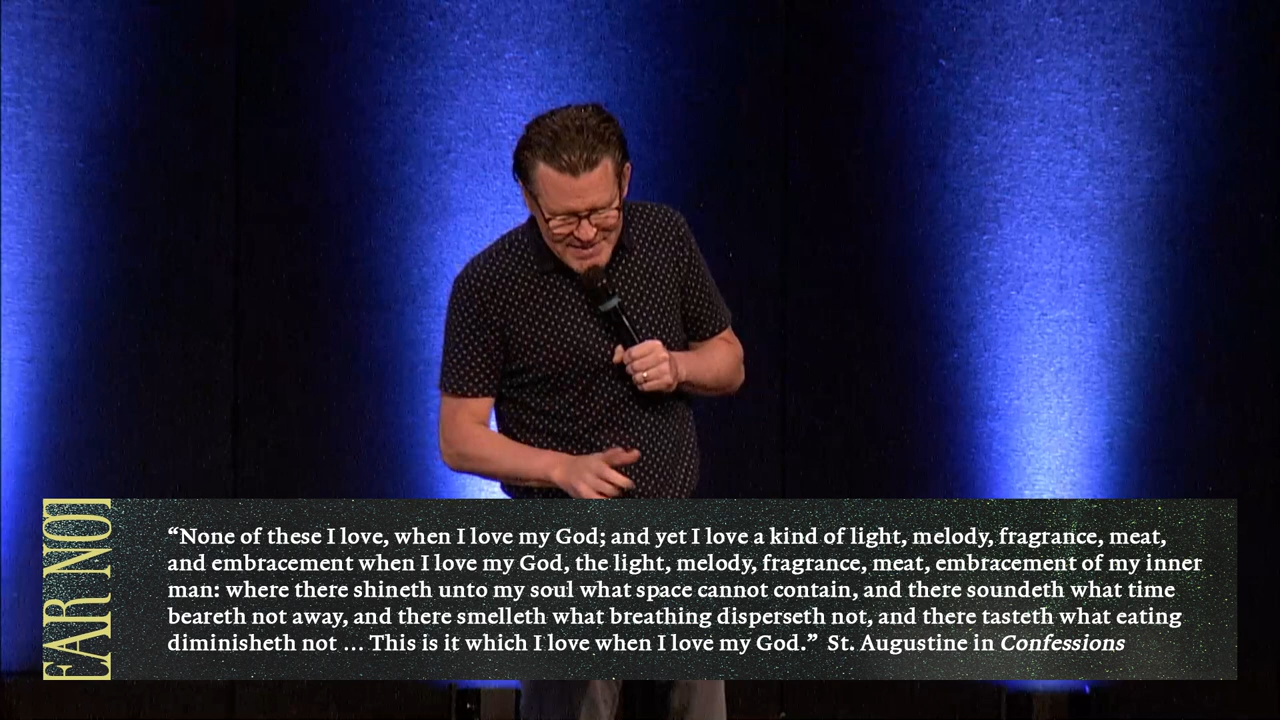 “None of these I love, when I love my God; and yet I love a kind of light, melody, fragrance, meat,
and embracement when I love my God, the light, melody, fragrance, meat, embracement of my inner
man: where there shineth unto my soul what space cannot contain, and there soundeth what time
beareth not away, and there smelleth what breathing disperseth not, and there tasteth what eating
diminisheth not ... This is it which I love when I love my God.” St. Augustine in Confessions